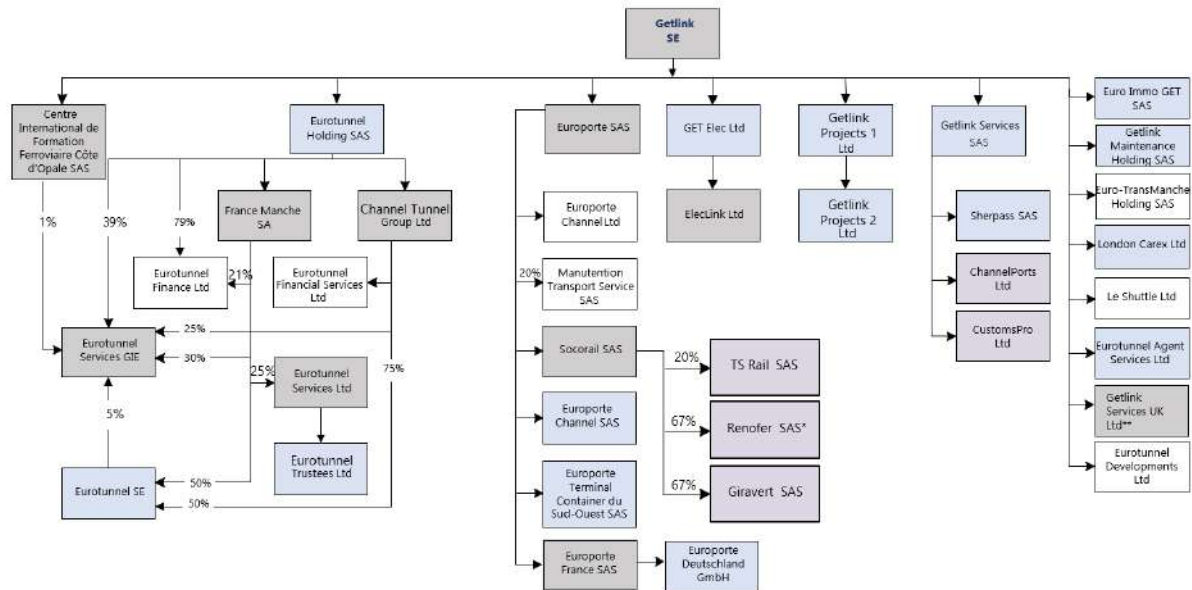 Getlink
SE
Centre
International de
Formation
Ferroviaire Côte
d'Opale SAS
Eurotunnel
Holding SAS
Europorte SAS
GET Elec Ltd
Getlink
Projects 1
Ltd
Getlink Services
SAS
Euro Immo GET
SAS
Getlink
Maintenance
Holding SAS
Euro-TransManche
Holding SAS
London Carex Ltd
Le Shuttle Ltd
Eurotunnel Agent
Services Ltd
Getlink
Services UK
Ltd**
Eurotunnel
Developments
Ltd
1%
39%
79%
France Manche
SA
Channel Tunnel
Group Ltd
21%
Eurotunnel
Finance Ltd
Eurotunnel
Financial Services
Ltd
Eurotunnel
Services GIE
25%
30%
25%
75%
Eurotunnel
Services Ltd
5%
Eurotunnel
Trustees Ltd
Eurotunnel SE
50%
50%
Europorte
Channel Ltd
20%
Manutention
Transport Service
SAS
Socorail SAS
Europorte
Channel SAS
Europorte
Terminal
Container du
Sud-Ouest SAS
Europorte
France SAS
Europorte
Deutschland
GmbH
20%
TS Rail SAS
67%
Renofer SAS*
67%
Giravert SAS
ElecLink Ltd
Getlink
Projects 2
Ltd
Sherpass SAS
ChannelPorts
Ltd
CustomsPro
Ltd